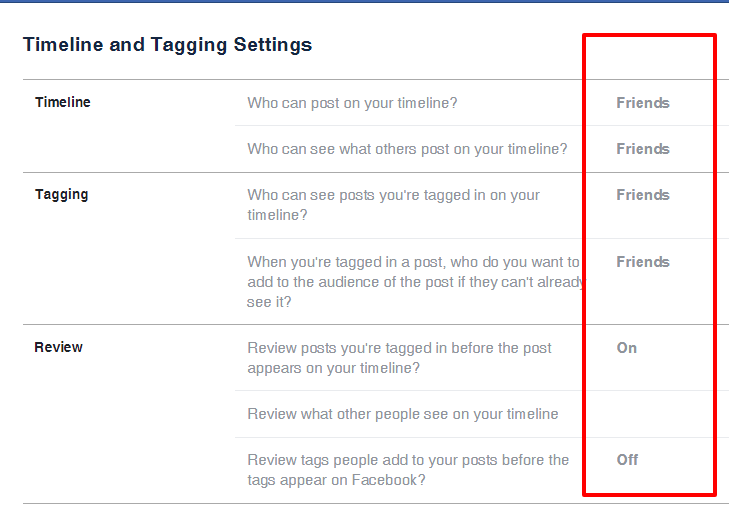 Timeline and Tagging Settings
Timeline Who can post on your timeline? Friends
Who can see what others post on your timeline? Friends
Tagging Who can see posts you're tagged in on your Friends
timeline?
When you're tagged in a post, who do you want to Friends
add to the audience of the post if they can't already
see it?
Review Review posts you're tagged in before the post On
appears on your timeline?
Review what other people see on your timeline
Review tags people add to your posts before the Off
tags appear on Facebook?